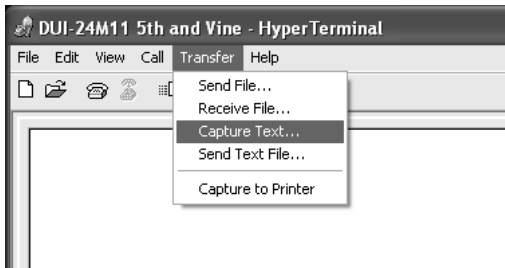 DUI-24M11 5th and Vine - HyperTerminal
File Edit View Call Transfer Help
Send File...
Receive File...
Capture Text...
Send Text File...
Capture to Printer